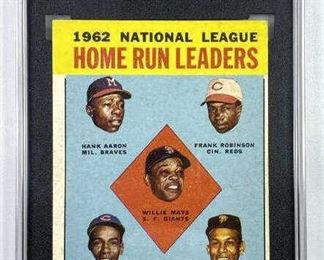 1962 NATIONAL LEAGUE
HOME RUN LEADERS
HANK AARON
MIL. BRAVES
FRANK ROBINSON
CIN. REDS
WILLIE MAYS
S. F. GIANTS